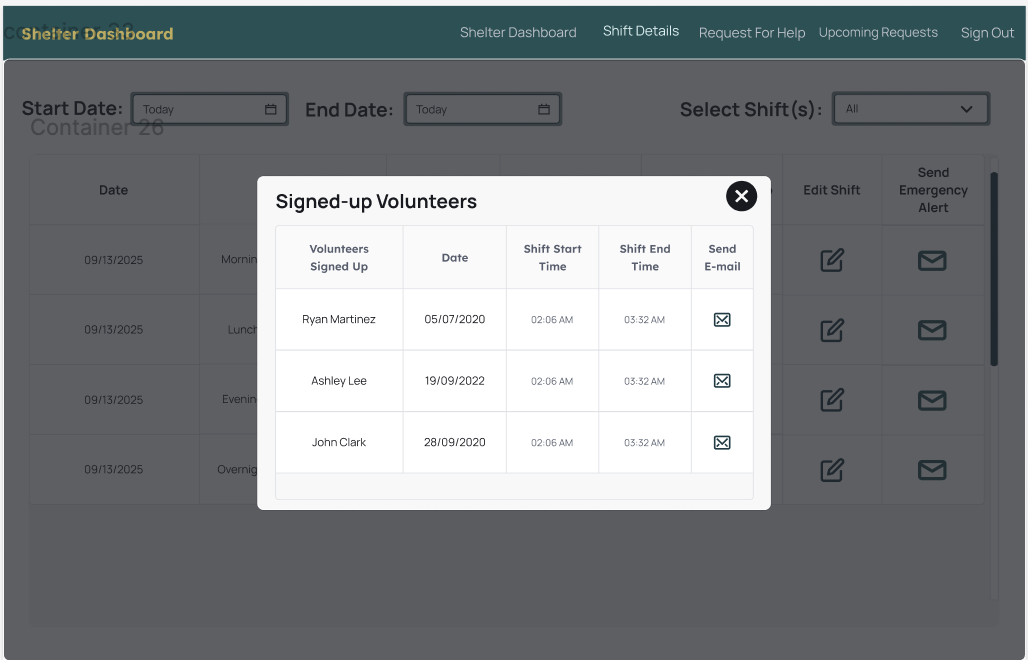 container 28
Shelter Dashboard
Shelter Dashboard
Shift Details
Request For Help
Upcoming Requests
Sign Out
Start Date:
Today
End Date:
Today
Select Shift(s):
All
Container 26
Date
Edit Shift
Send
Emergency
Alert
Signed-up Volunteers
Volunteers
Signed Up
Date
Shift Start
Time
Shift End
Time
Send
E-mail
Ryan Martinez
05/07/2020
02:06 AM
03:32 AM
Ashley Lee
19/09/2022
02:06 AM
03:32 AM
John Clark
28/09/2020
02:06 AM
03:32 AM
09/13/2025
Mornin
09/13/2025
Lunch
09/13/2025
Evenin
09/13/2025
Overnig